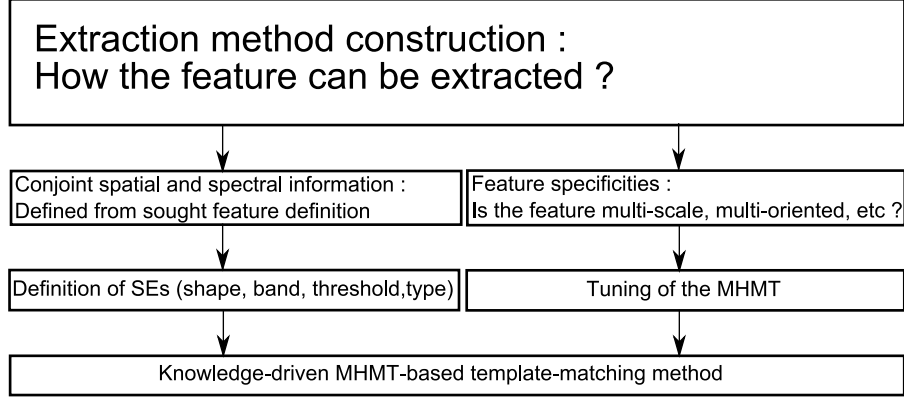 Extraction method construction :
How the feature can be extracted ?
Conjoint spatial and spectral information :
Defined from sought feature definition
Feature specificities :
Is the feature multi-scale, multi-oriented, etc ?
Definition of SEs (shape, band, threshold,type)
Tuning of the MHMT
Knowledge-driven MHMT-based template-matching method